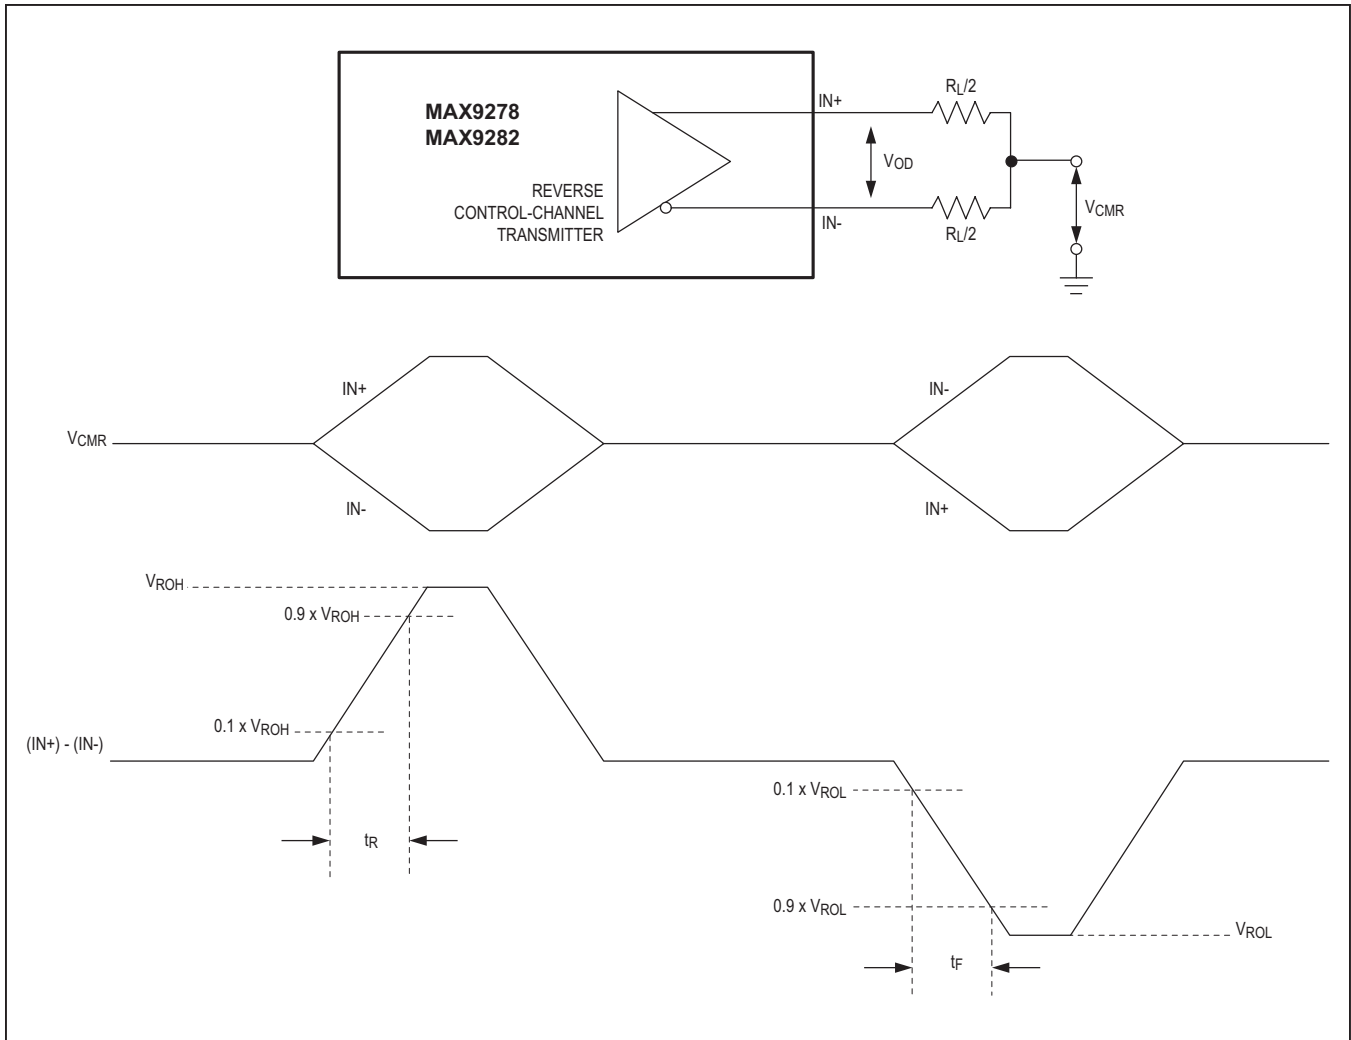 MAX9278
MAX9282
REVERSE
CONTROL-CHANNEL
TRANSMITTER
IN+
IN-
VOD
RL/2
RL/2
VCMR
IN+
IN-
VCMR
IN-
IN+
VROH
0.9 x VROH
0.1 x VROH
(IN+) - (IN-)
tR
0.1 x VROL
0.9 x VROL
VROL
tF